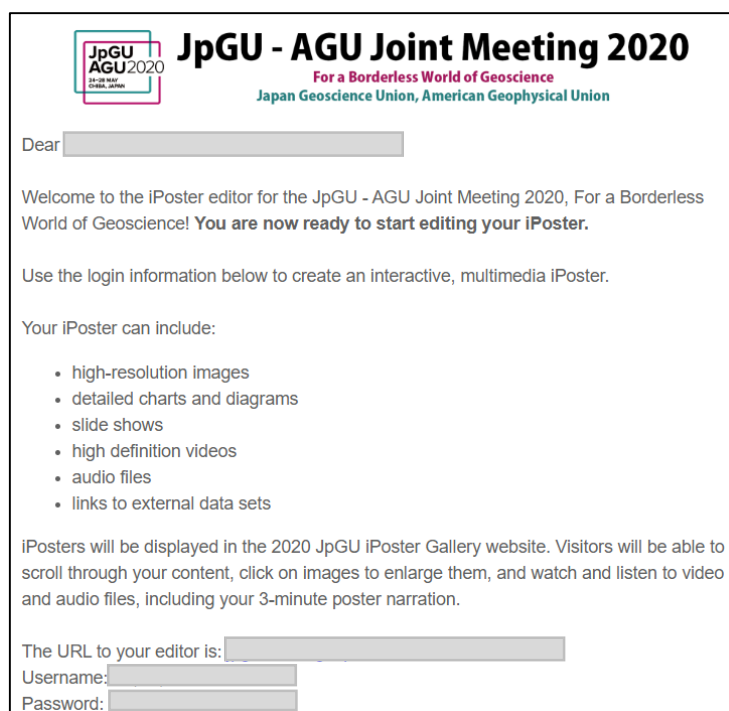 JpGU
AGU2020
24-28 MAY
CHIBA, JAPAN
JpGU - AGU Joint Meeting 2020
For a Borderless World of Geoscience
Japan Geoscience Union, American Geophysical Union
Dear
Welcome to the iPoster editor for the JpGU - AGU Joint Meeting 2020, For a Borderless
World of Geoscience! You are now ready to start editing your iPoster.
Use the login information below to create an interactive, multimedia iPoster.
Your iPoster can include:
• high-resolution images
• detailed charts and diagrams
• slide shows
• high definition videos
• audio files
• links to external data sets
iPosters will be displayed in the 2020 JpGU iPoster Gallery website. Visitors will be able to
scroll through your content, click on images to enlarge them, and watch and listen to video
and audio files, including your 3-minute poster narration.
The URL to your editor is:
Username:
Password: